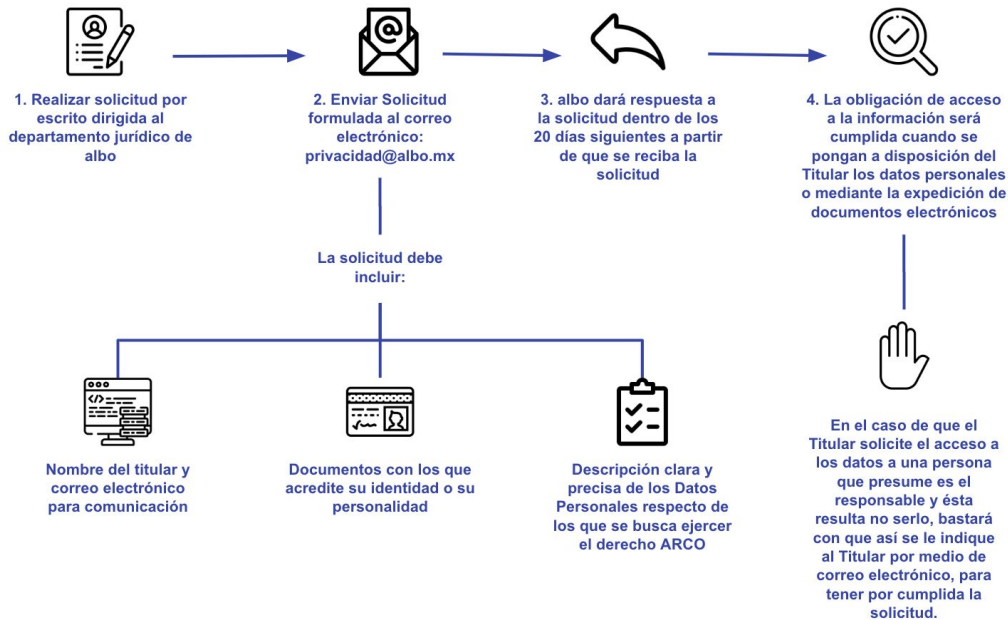 1. Realizar solicitud por
escrito dirigida al
departamento jurídico de
albo
2. Enviar Solicitud
formulada al correo
electrónico:
privacidad@albo.mx
3. albo dará respuesta a
la solicitud dentro de los
20 días siguientes a partir
de que se reciba la
solicitud
4. La obligación de acceso
a la información será
cumplida cuando se
pongan a disposición del
Titular los datos personales
o mediante la expedición de
documentos electrónicos
La solicitud debe
incluir:
Nombre del titular y
correo electrónico
para comunicación
Documentos con los que
acredite su identidad o su
personalidad
Descripción clara y
precisa de los Datos
Personales respecto de
los que se busca ejercer
el derecho ARCO
En el caso de que el
Titular solicite el acceso a
los datos a una persona
que presume es el
responsable y ésta
resulta no serlo, bastará
con que así se le indique
al Titular por medio de
correo electrónico, para
tener por cumplida la
solicitud.